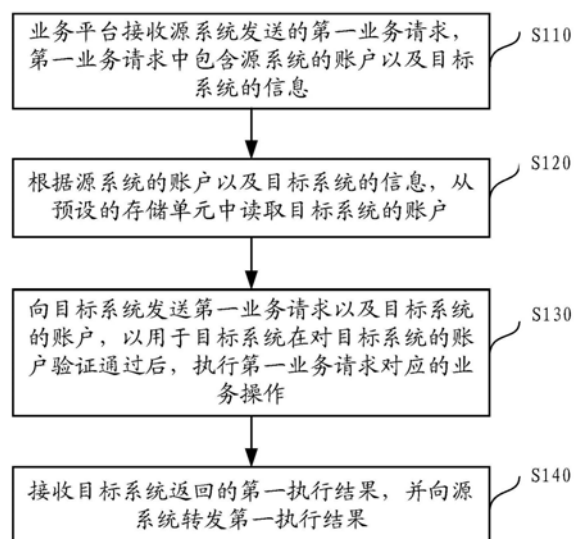 业务平台接收源系统发送的第一业务请求，
第一业务请求中包含源系统的账户以及目标
系统的信息
S110
根据源系统的账户以及目标系统的信息，从
预设的存储单元中读取目标系统的账户
S120
向目标系统发送第一业务请求以及目标系统
的账户，以用于目标系统在对目标系统的账
户验证通过后，执行第一业务请求对应的业
务操作
S130
接收目标系统返回的第一执行结果，并向源
系统转发第一执行结果
S140